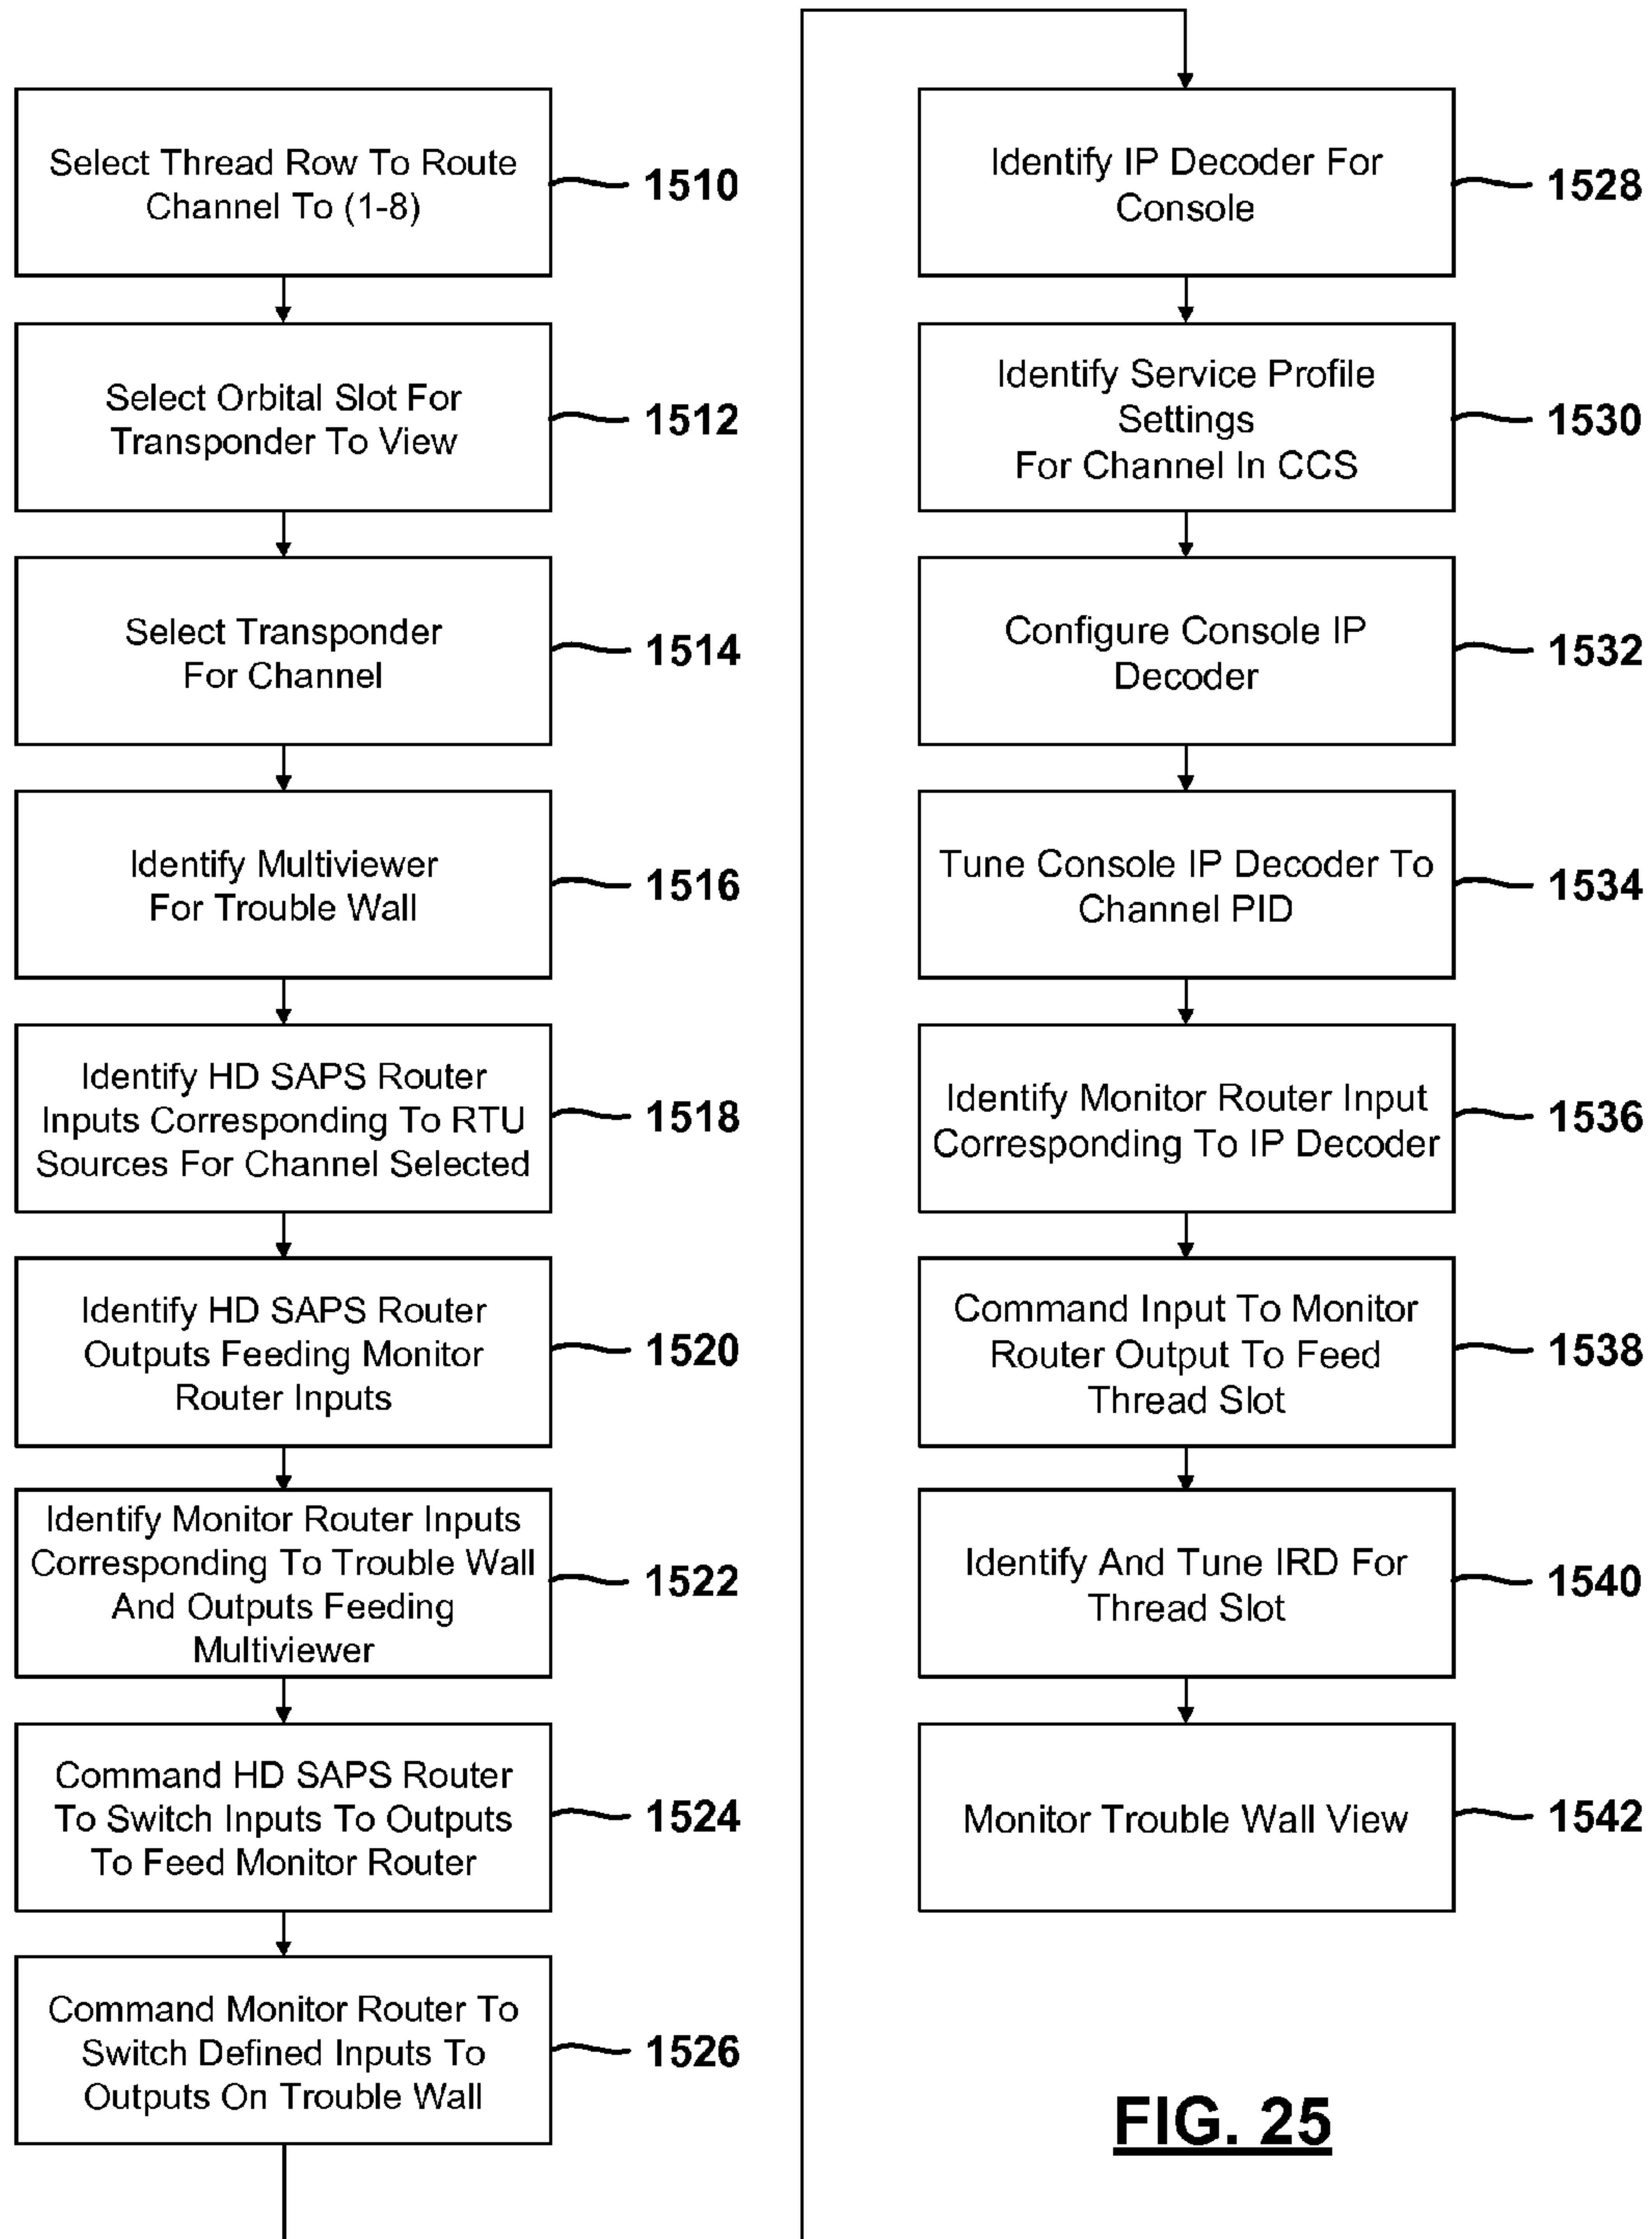 Select Thread Row To Route
Channel To (1-8)
1510
Select Orbital Slot For
Transponder To View
1512
Select Transponder
For Channel
1514
Identify Multiviewer
For Trouble Wall
1516
Identify HD SAPS Router
Inputs Corresponding To RTU
Sources For Channel Selected
1518
Identify HD SAPS Router
Outputs Feeding Monitor
Router Inputs
1520
Identify Monitor Router Inputs
Corresponding To Trouble Wall
And Outputs Feeding
Multiviewer
1522
Command HD SAPS Router
To Switch Inputs To Outputs
To Feed Monitor Router
1524
Command Monitor Router To
Switch Defined Inputs To
Outputs On Trouble Wall
1526
Identify IP Decoder For
Console
1528
Identify Service Profile
Settings
For Channel In CCS
1530
Configure Console IP
Decoder
1532
Tune Console IP Decoder To
Channel PID
1534
Identify Monitor Router Input
Corresponding To IP Decoder
1536
Command Input To Monitor
Router Output To Feed
Thread Slot
1538
Identify And Tune IRD For
Thread Slot
1540
Monitor Trouble Wall View
1542
FIG. 25